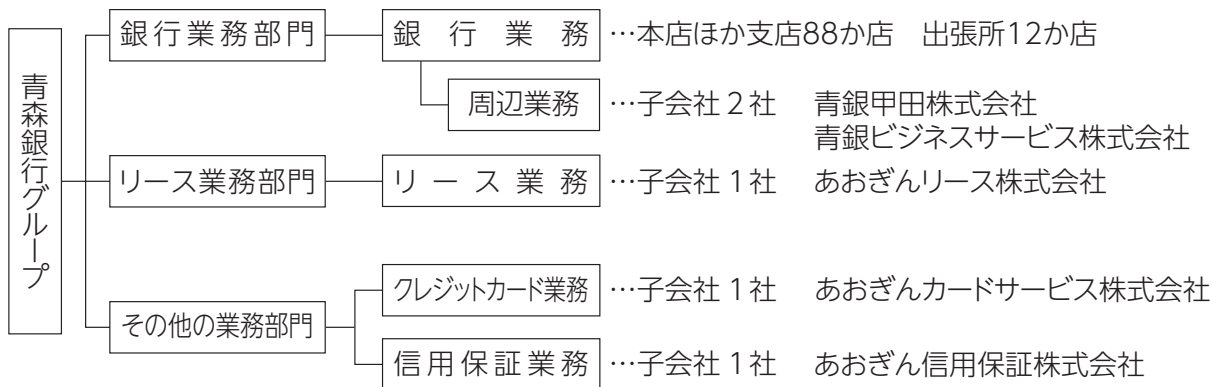 青森銀行グループ
銀行業務部門
銀行業務 …本店ほか支店88か店　出張所12か店
周辺業務 …子会社2社　青銀甲田株式会社
青銀ビジネスサービス株式会社
リース業務部門
リース業務 …子会社1社　あおぎんリース株式会社
その他の業務部門
クレジットカード業務 …子会社1社　あおぎんカードサービス株式会社
信用保証業務 …子会社1社　あおぎん信用保証株式会社